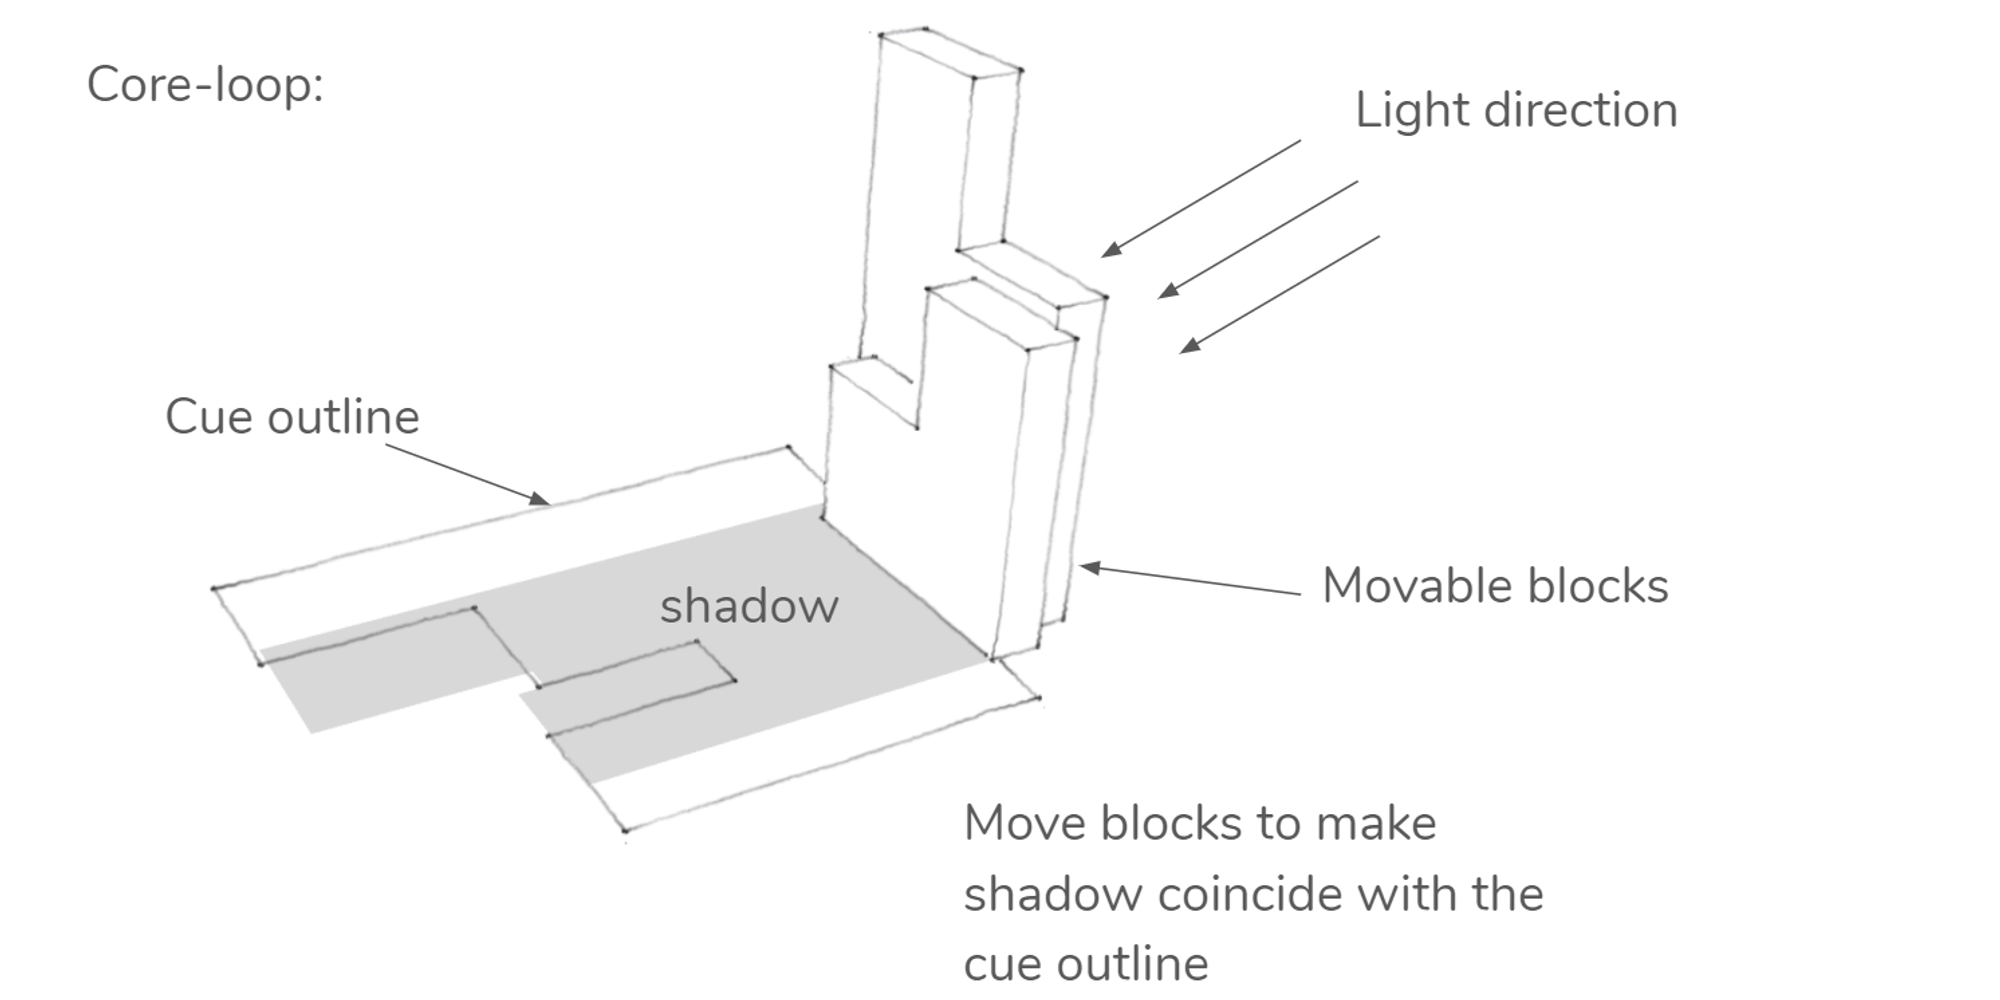 Core-loop:
Light direction
Cue outline
shadow
Movable blocks
Move blocks to make
shadow coincide with the
cue outline